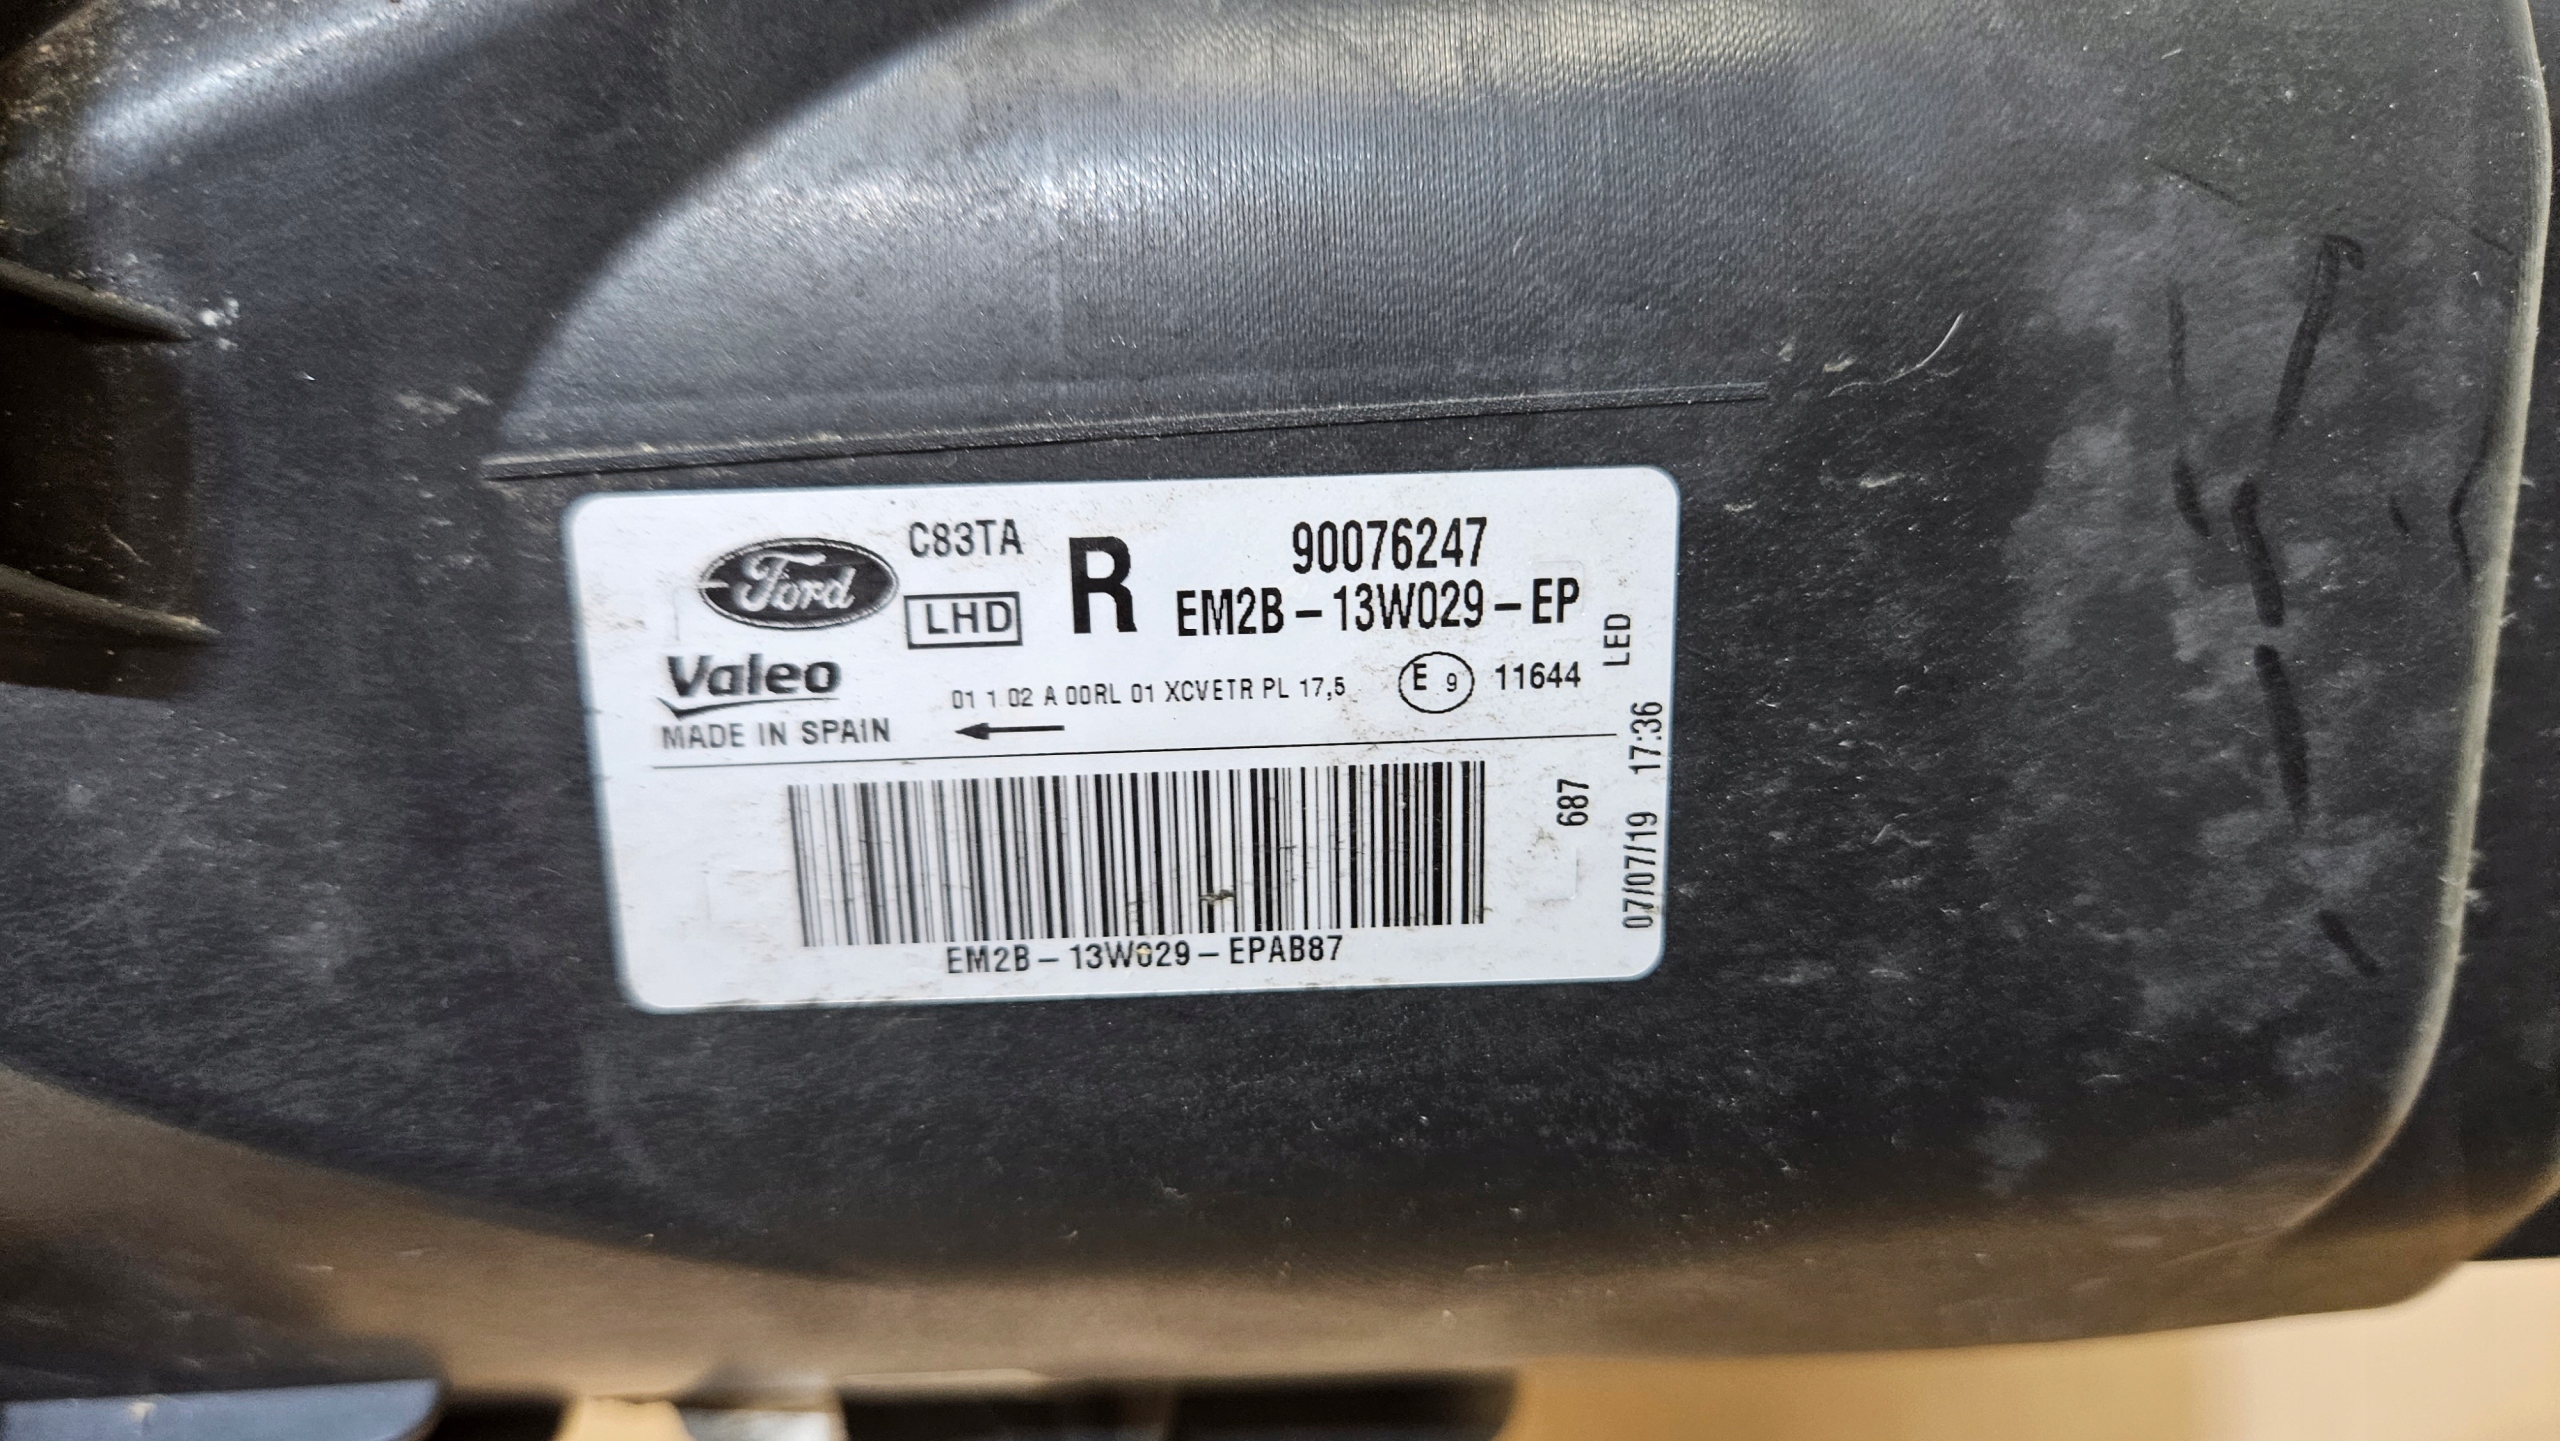 Ford
C83TA
LHD
R
90076247
EM2B-13W029-EP
Valeo
MADE IN SPAIN
01 1 02 A 00RL 01 XCVETR PL 17,5
E 9
11644
LED
687
07/07/19 17:36
EM2B-13W029-EPAB87